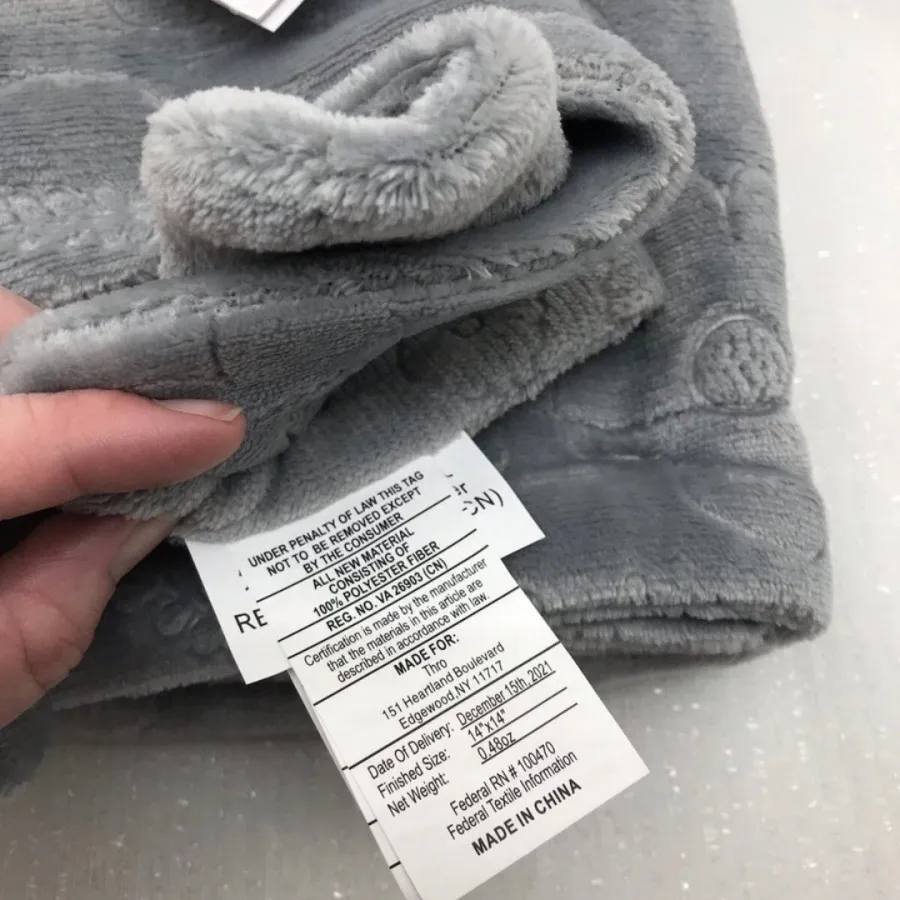 UNDER PENALTY OF LAW THIS TAG
NOT TO BE REMOVED EXCEPT
BY THE CONSUMER
ALL NEW MATERIAL
CONSISTING OF
100% POLYESTER FIBER
REG. NO. VA 26903 (CN)
Certification is made by the manufacturer
that the materials in this article are
described in accordance with law.
MADE FOR:
Thro
151 Heartland Boulevard
Edgewood,NY 11717
Date Of Delivery: December 15th, 2021
Finished Size: 14"x14"
Net Weight: 0.48oz
Federal RN # 100470
Federal Textile Information
MADE IN CHINA
RE
er
CN)